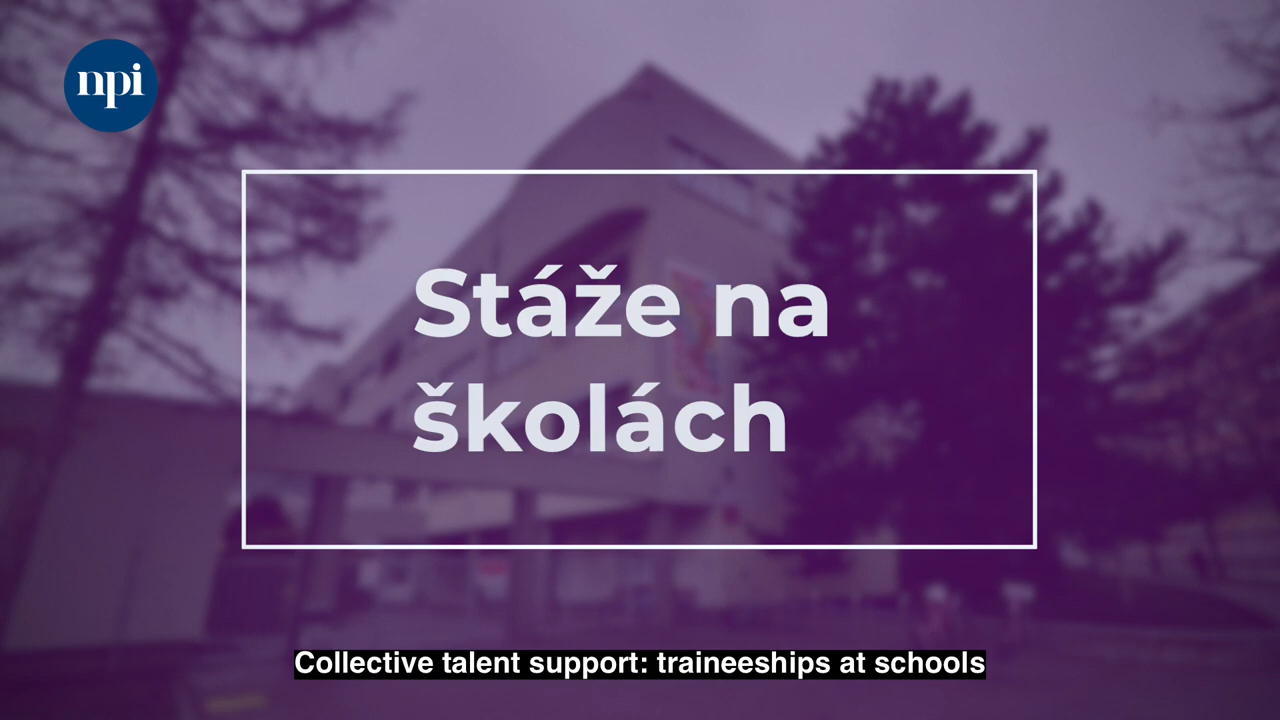 npi
Stáže na
školách
Collective talent support: traineeships at schools